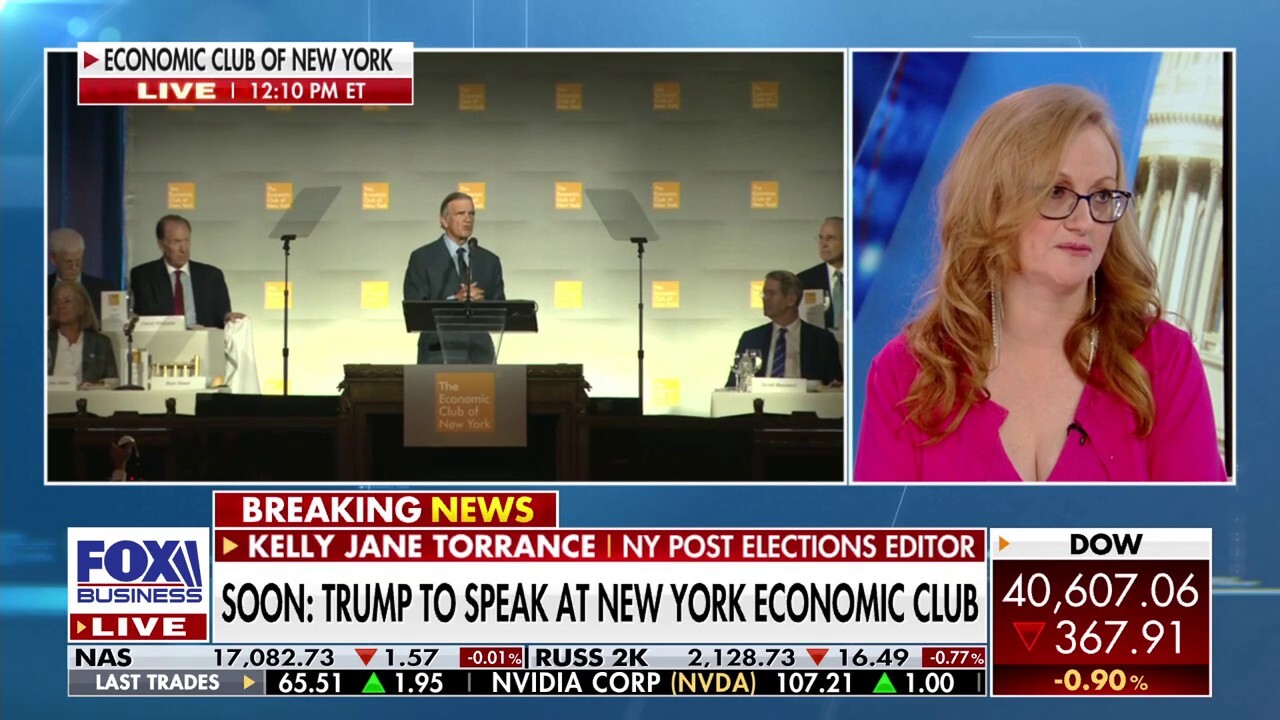 ECONOMIC CLUB OF NEW YORK
LIVE | 12:10 PM ET
The
Economic
Club of
New York
BREAKING NEWS
KELLY JANE TORRANCE | NY POST ELECTIONS EDITOR
SOON: TRUMP TO SPEAK AT NEW YORK ECONOMIC CLUB
FOX
BUSINESS
LIVE
DOW
40,607.06
367.91
-0.90%
NAS 17,082.73 1.57 -0.01% RUSS 2K 2,128.73 16.49 -0.77%
LAST TRADES 65.51 1.95 | NVIDIA CORP (NVDA) 107.21 1.00